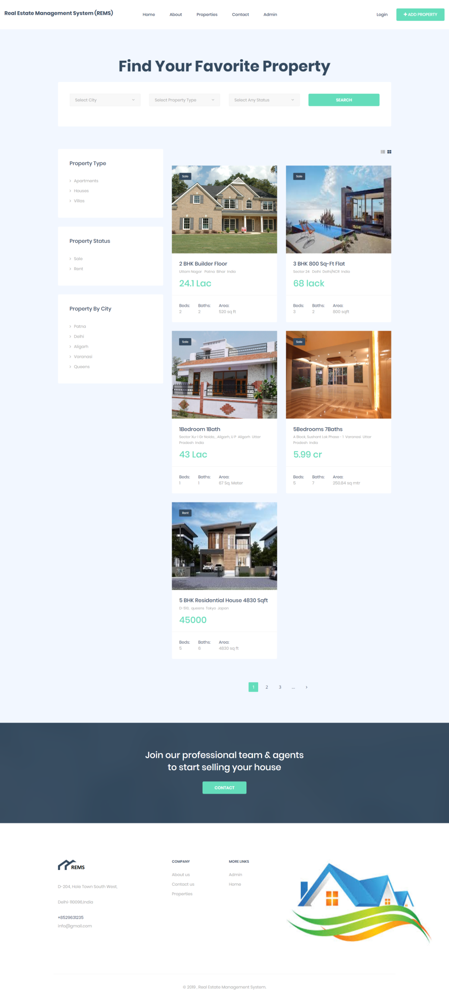 Real Estate Management System (REMS)
Home
About
Properties
Contact
Admin
Login
ADD PROPERTY
Find Your Favorite Property
Select City
Select Property Type
Select Any Status
SEARCH
Property Type
Apartments
Houses
Villas
Property Status
Sale
Rent
Property By City
Patna
Delhi
Aligarh
Varanasi
Queens
Sale
2 BHK Builder Floor
Uttam Nagar Patna Bihar India
24.1 Lac
Beds: Baths: Area:
2 2 520 sq ft
Sale
3 BHK 800 Sq-Ft Flat
Sector 24 Delhi Delhi/NCR India
68 lack
Beds: Baths: Area:
3 2 800 sqft
Sale
1Bedroom 1Bath
Sector Xu-I Gr Noida, , Aligarh, U P Aligarh Uttar
Pradesh India
43 Lac
Beds: Baths: Area:
1 1 67 Sq. Meter
Sale
5Bedrooms 7Baths
A Block, Sushant Lok Phase - 1 Varanasi Uttar
Pradesh India
5.99 cr
Beds: Baths: Area:
5 7 250.84 sq mtr
Rent
5 BHK Residential House 4830 Sqft
D-510, queens Tokyo Japan
45000
Beds: Baths: Area:
5 6 4830 sq ft
1 2 3 ... >
Join our professional team & agents
to start selling your house
CONTACT
REMS
D-204, Hole Town South West,
Delhi-110096,India
+8529631235
info@gmail.com
COMPANY
About us
Contact us
Properties
MORE LINKS
Admin
Home
© 2019 , Real Estate Management System.